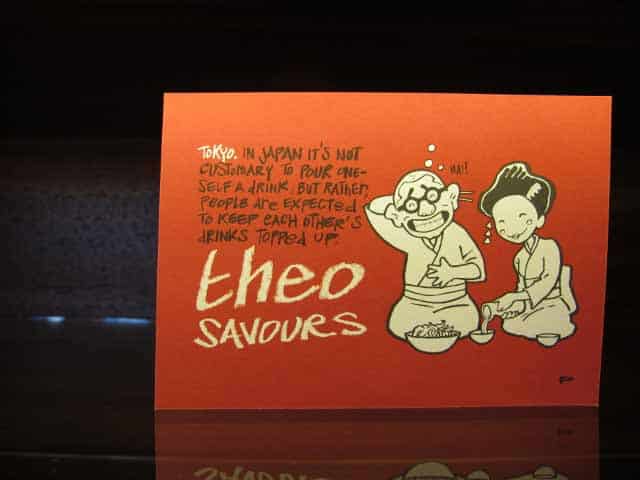 TOKYO. IN JAPAN IT'S NOT
CUSTOMARY TO POUR ONE-
SELF A DRINK, BUT RATHER,
PEOPLE ARE EXPECTED
TO KEEP EACH OTHER'S
DRINKS TOPPED UP.
theo
SAVOURS
HAI!